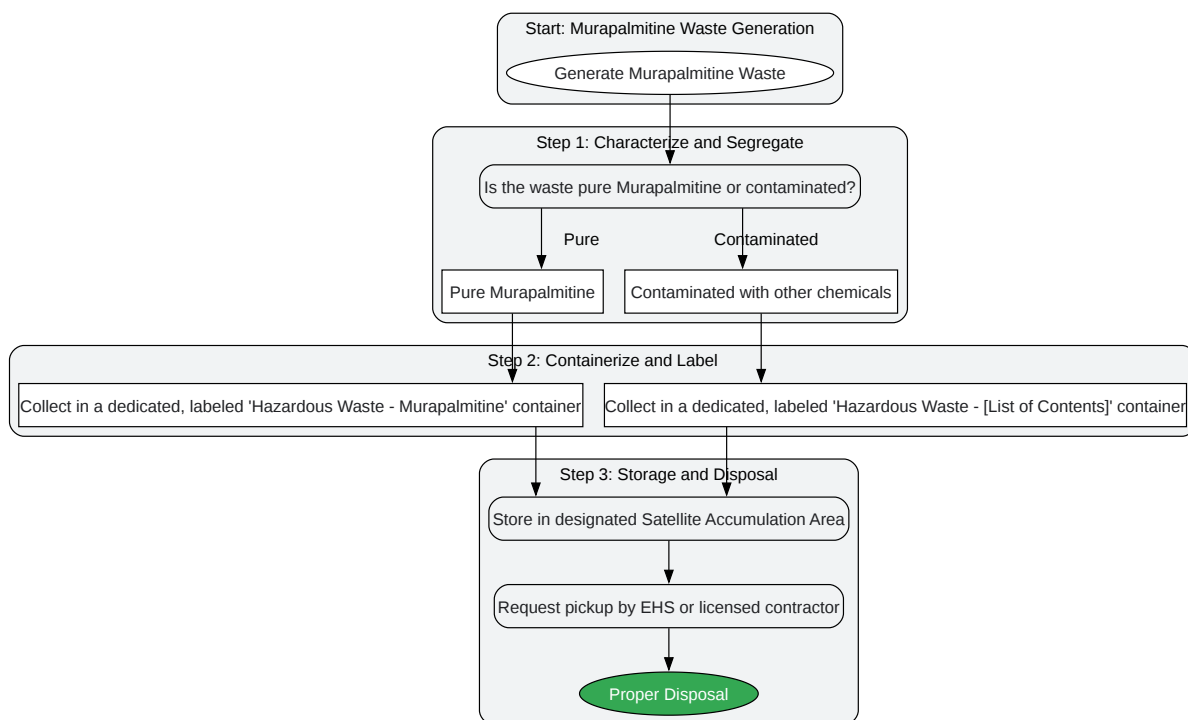 Start: Murapalmitine Waste Generation
Generate Murapalmitine Waste
Step 1: Characterize and Segregate
Is the waste pure Murapalmitine or contaminated?
Pure
Contaminated
Pure Murapalmitine
Contaminated with other chemicals
Step 2: Containerize and Label
Collect in a dedicated, labeled 'Hazardous Waste - Murapalmitine' container
Collect in a dedicated, labeled 'Hazardous Waste - [List of Contents]' container
Step 3: Storage and Disposal
Store in designated Satellite Accumulation Area
Request pickup by EHS or licensed contractor
Proper Disposal